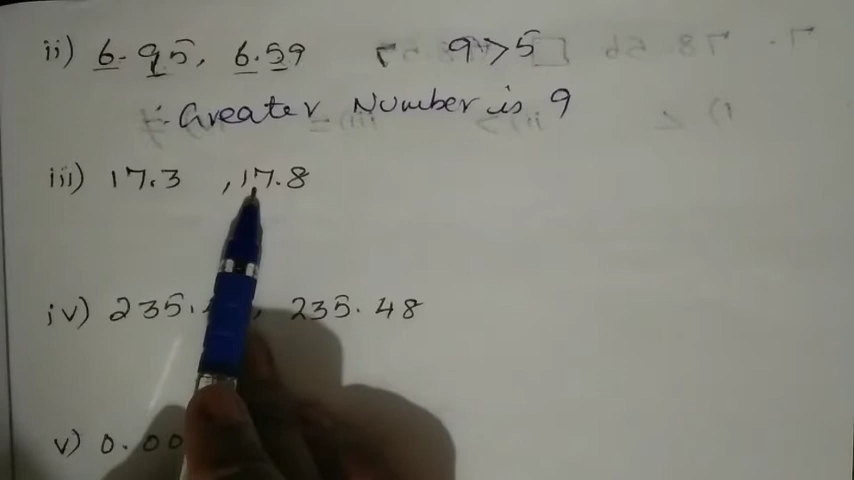 ii) 6.95, 6.59 9>5
∴ Greater Number is 9
iii) 17.3 , 17.8
iv) 235. , 235.48
v) 0.00